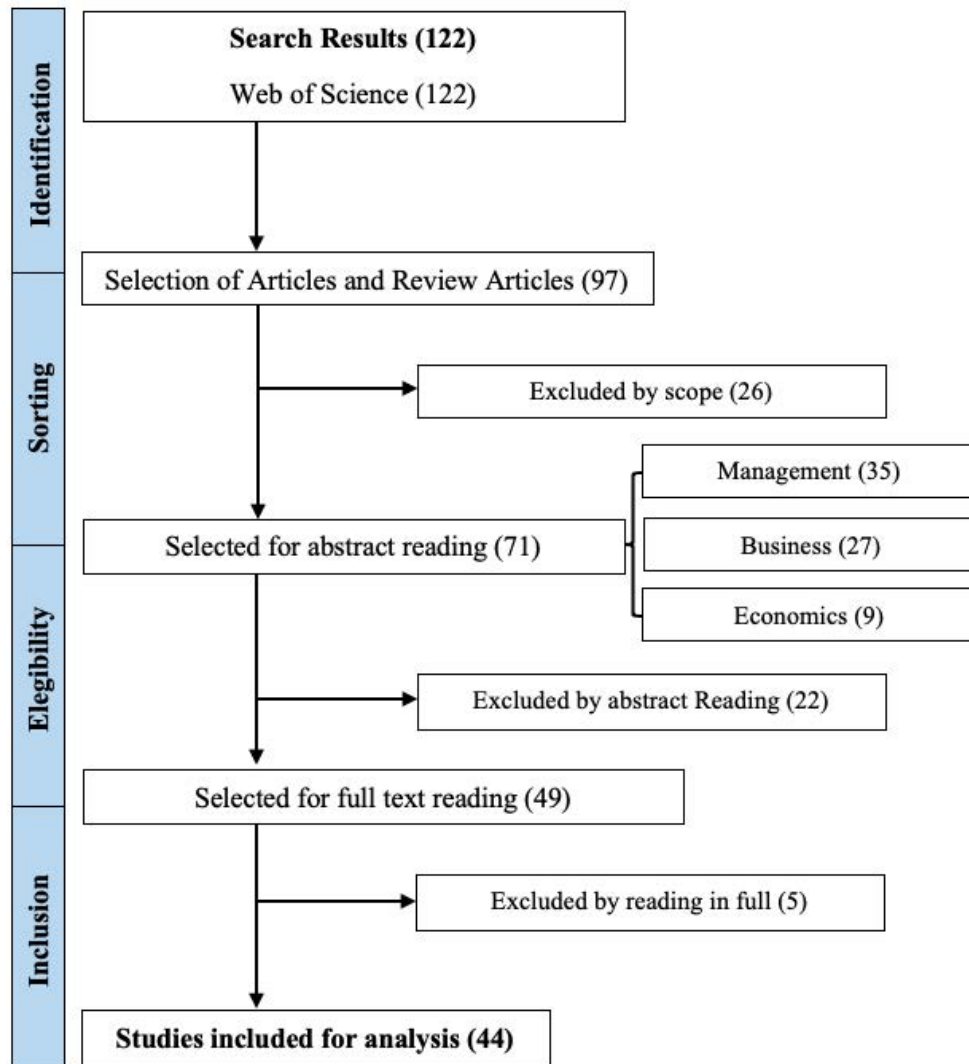 Identification
Search Results (122)
Web of Science (122)
Selection of Articles and Review Articles (97)
Sorting
Excluded by scope (26)
Selected for abstract reading (71)
Management (35)
Business (27)
Economics (9)
Elegibility
Excluded by abstract Reading (22)
Selected for full text reading (49)
Inclusion
Excluded by reading in full (5)
Studies included for analysis (44)